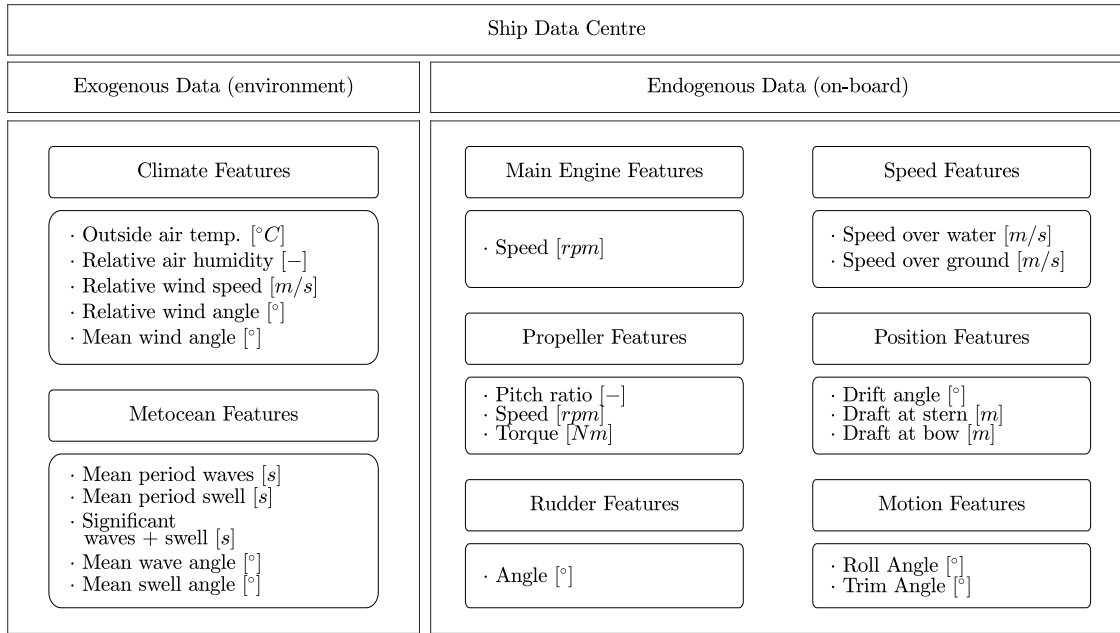 Ship Data Centre
Exogenous Data (environment)
Endogenous Data (on-board)
Climate Features
· Outside air temp. [°C]
· Relative air humidity [−]
· Relative wind speed [m/s]
· Relative wind angle [°]
· Mean wind angle [°]
Metocean Features
· Mean period waves [s]
· Mean period swell [s]
· Significant
waves + swell [s]
· Mean wave angle [°]
· Mean swell angle [°]
Main Engine Features
· Speed [rpm]
Propeller Features
· Pitch ratio [−]
· Speed [rpm]
· Torque [Nm]
Rudder Features
· Angle [°]
Speed Features
· Speed over water [m/s]
· Speed over ground [m/s]
Position Features
· Drift angle [°]
· Draft at stern [m]
· Draft at bow [m]
Motion Features
· Roll Angle [°]
· Trim Angle [°]